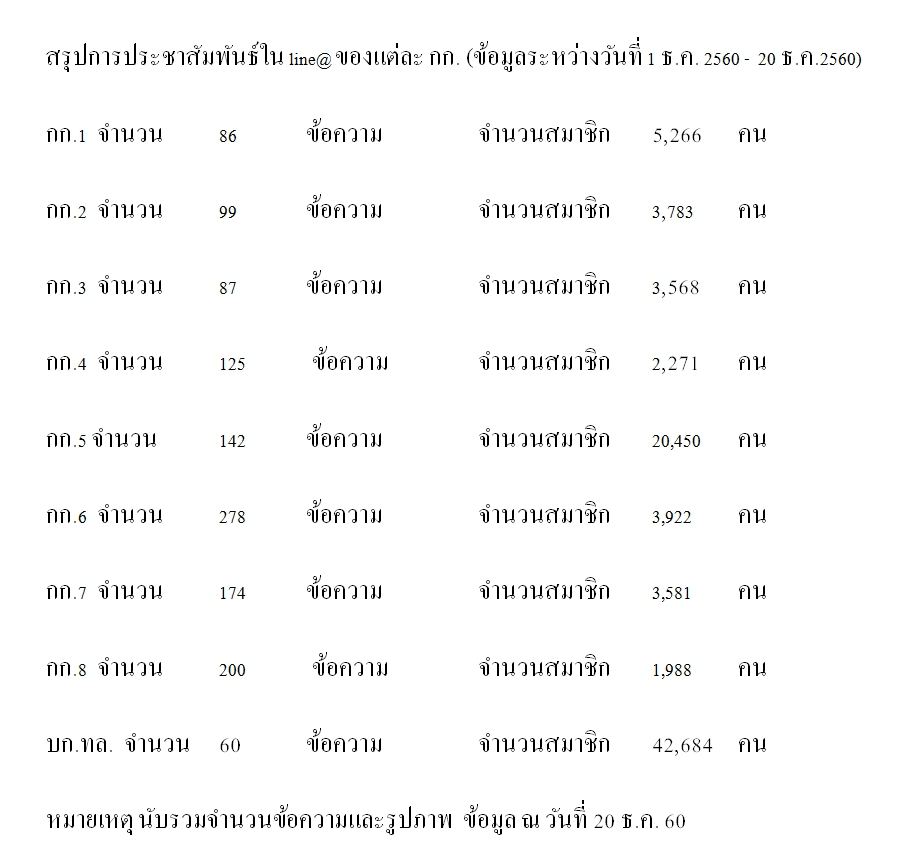 สรุปการประชาสัมพันธ์ใน line@ ของแต่ละ กก. (ข้อมูลระหว่างวันที่ 1 ธ.ค. 2560 - 20 ธ.ค.2560)
กก.1 จำนวน 86 ข้อความ จำนวนสมาชิก 5,266 คน
กก.2 จำนวน 99 ข้อความ จำนวนสมาชิก 3,783 คน
กก.3 จำนวน 87 ข้อความ จำนวนสมาชิก 3,568 คน
กก.4 จำนวน 125 ข้อความ จำนวนสมาชิก 2,271 คน
กก.5 จำนวน 142 ข้อความ จำนวนสมาชิก 20,450 คน
กก.6 จำนวน 278 ข้อความ จำนวนสมาชิก 3,922 คน
กก.7 จำนวน 174 ข้อความ จำนวนสมาชิก 3,581 คน
กก.8 จำนวน 200 ข้อความ จำนวนสมาชิก 1,988 คน
บก.ทล. จำนวน 60 ข้อความ จำนวนสมาชิก 42,684 คน
หมายเหตุ นับรวมจำนวนข้อความและรูปภาพ ข้อมูล ณ วันที่ 20 ธ.ค. 60